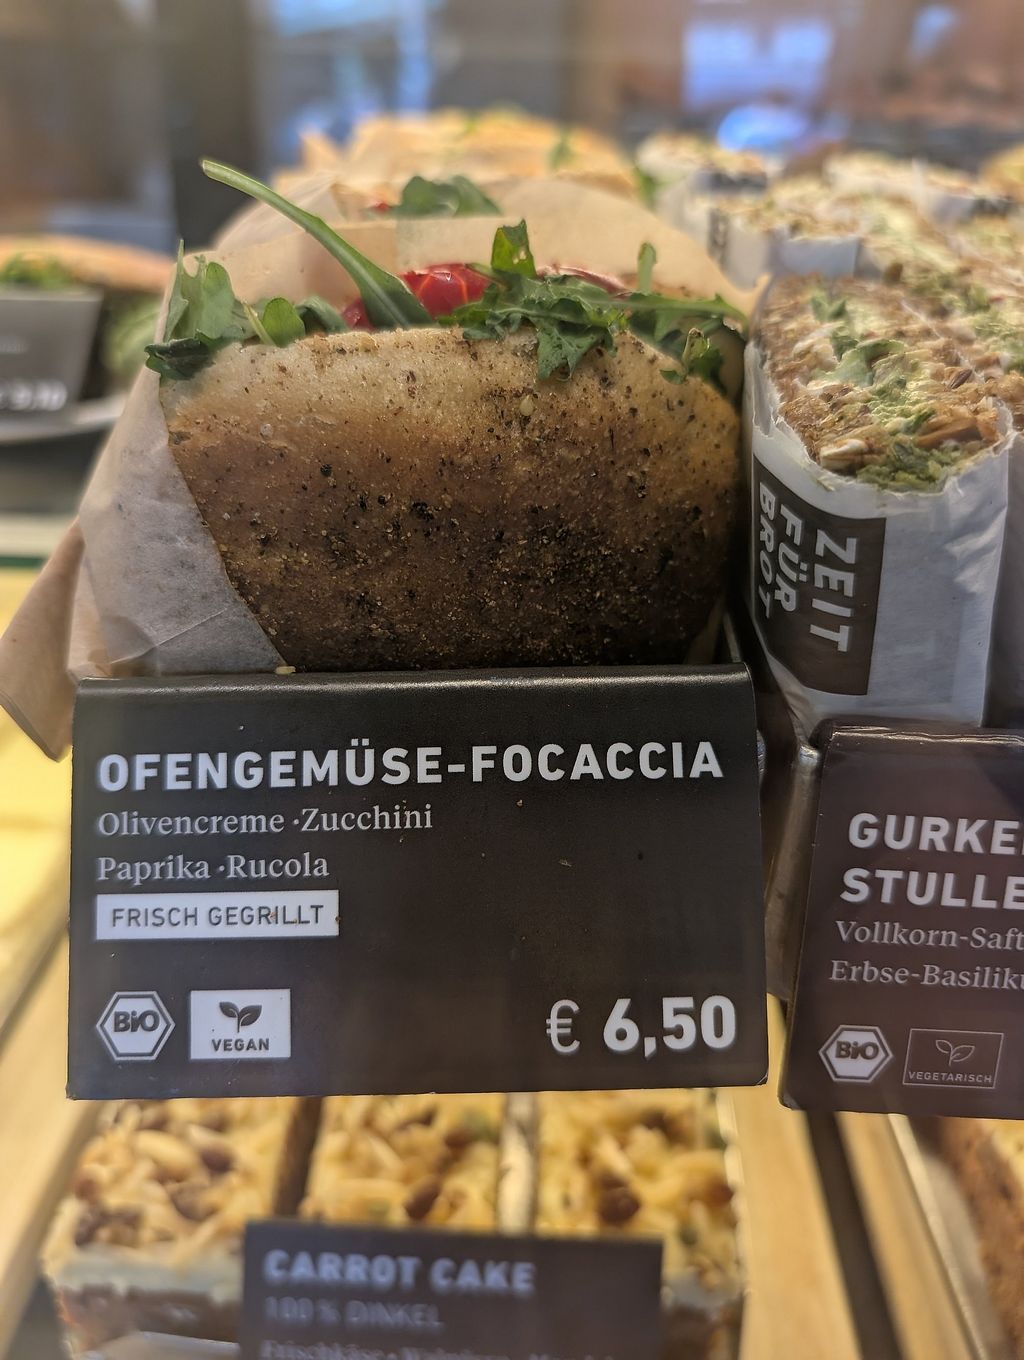 ZEIT
FÜR
BROT
OFENGEMÜSE-FOCACCIA
Olivencreme · Zucchini
Paprika · Rucola
FRISCH GEGRILLT
BiO
VEGAN
€ 6,50
GURKE
STULLE
Vollkorn-Saft
Erbse-Basiliku
BiO
VEGETARISCH
CARROT CAKE
100 % DINKEL
Frischkäse